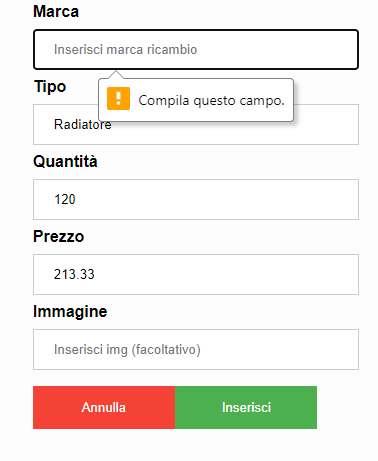 Marca
Inserisci marca ricambio
Compila questo campo.
Tipo
Radiatore
Quantità
120
Prezzo
213.33
Immagine
Inserisci img (facoltativo)
Annulla
Inserisci